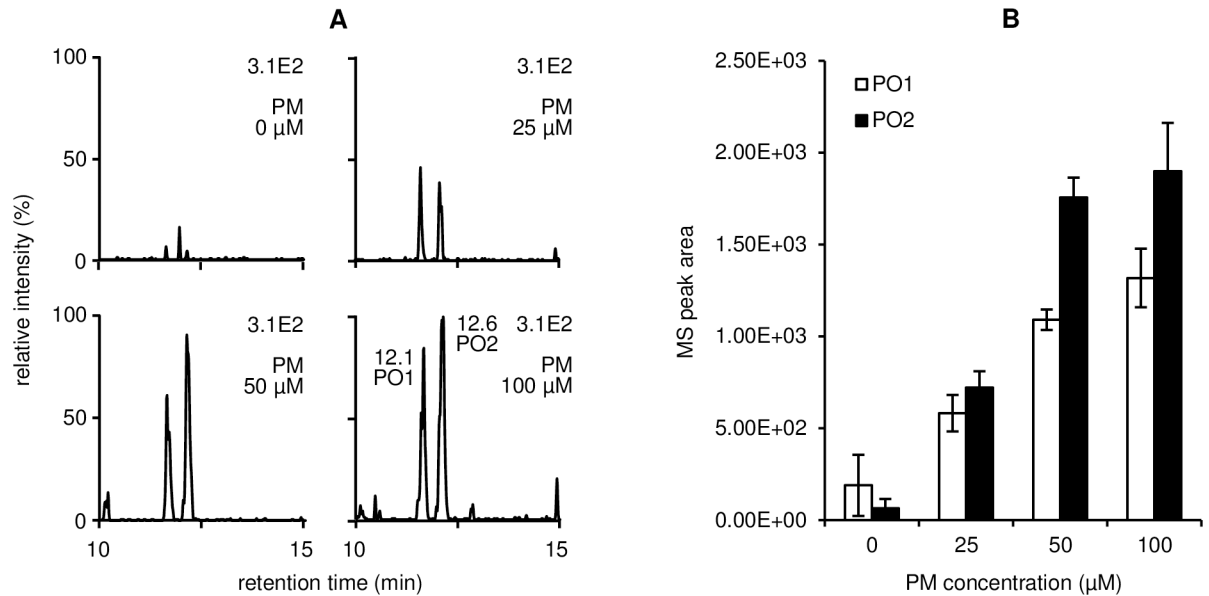 A
relative intensity (%)
100
50
0
3.1E2
PM
0 µM
3.1E2
PM
25 µM
100
50
0
3.1E2
PM
50 µM
12.1
PO1
12.6
PO2
3.1E2
PM
100 µM
10
15
10
15
retention time (min)
B
MS peak area
2.50E+03
2.00E+03
1.50E+03
1.00E+03
5.00E+02
0.00E+00
PO1
PO2
0
25
50
100
PM concentration (µM)